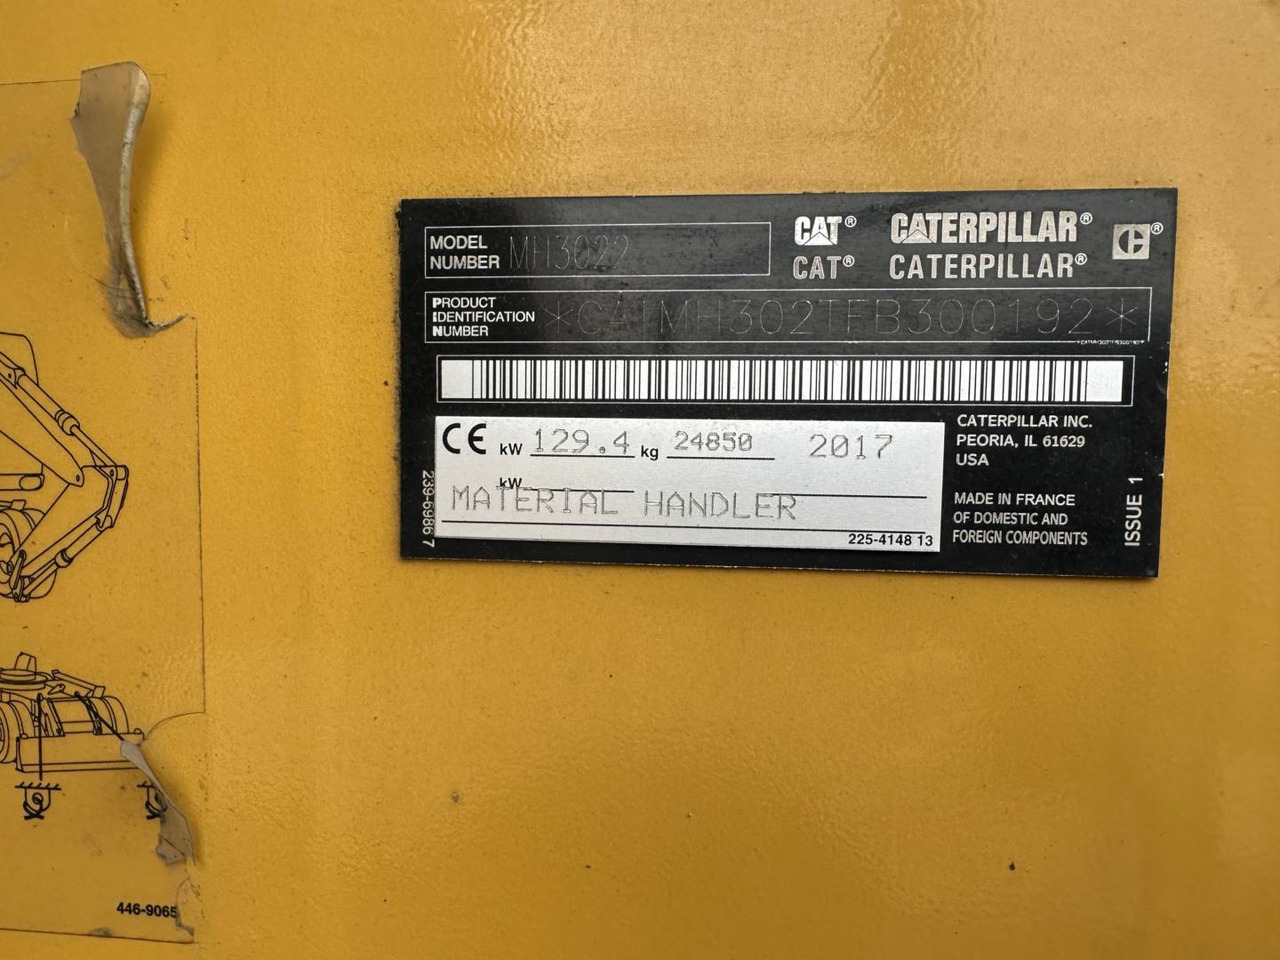 MODEL NUMBER MH3022
CAT® CATERPILLAR®
CAT® CATERPILLAR®
PRODUCT IDENTIFICATION NUMBER *CAT0MH302TFB300192*
CE kW 129.4 kg 24850 2017
kW
MATERIAL HANDLER
225-4148 13
239-6986 7
CATERPILLAR INC.
PEORIA, IL 61629
USA
MADE IN FRANCE
OF DOMESTIC AND
FOREIGN COMPONENTS
ISSUE 1
446-9065